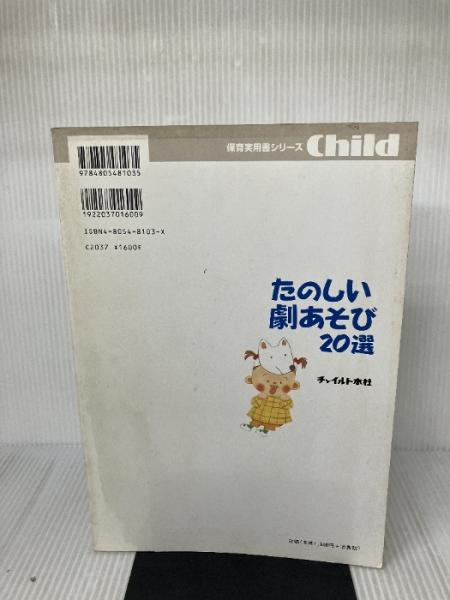 保育実用書シリーズ Child
9784805481035
1922037016009
ISBN4-8054-8103-X
C2037 ¥1600E
たのしい
劇あそび
20選
チャイルド本社